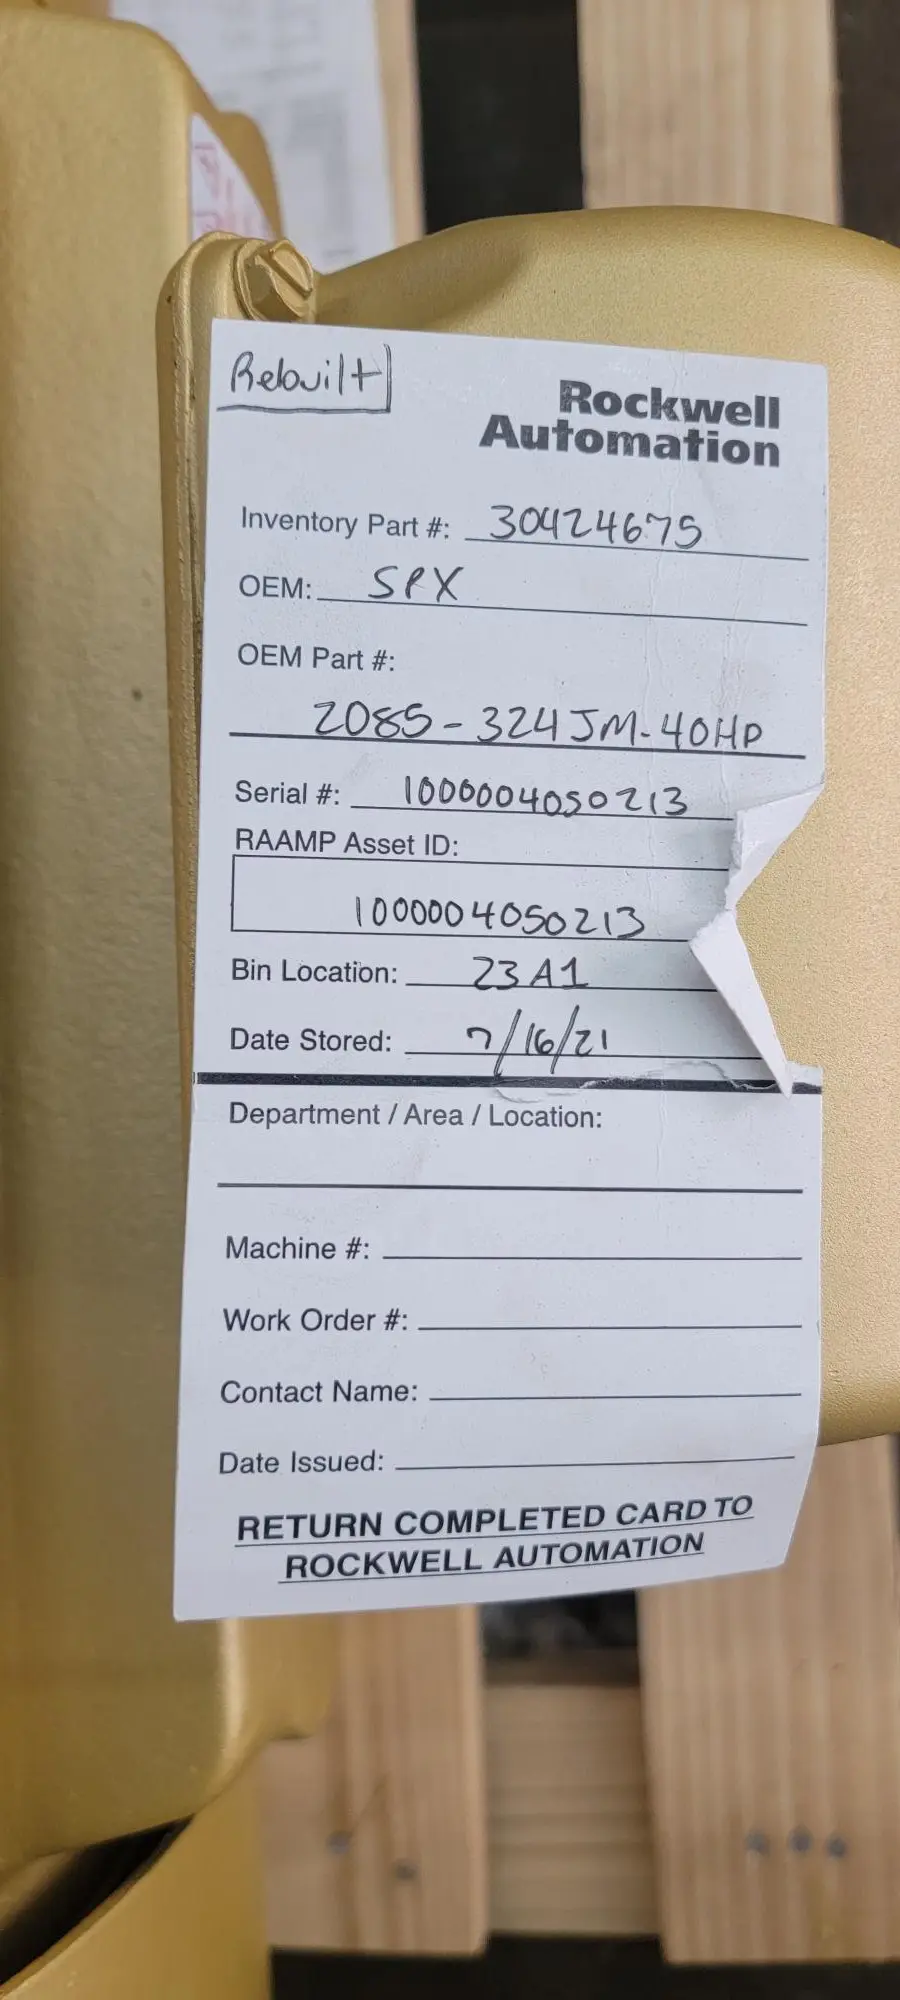 Rebuilt
Rockwell
Automation
Inventory Part #: 30424675
OEM: SPX
OEM Part #:
2085-324JM-40HP
Serial #: 1000004050213
RAAMP Asset ID:
1000004050213
Bin Location: 23A1
Date Stored: 7/16/21
Department / Area / Location:
Machine #:
Work Order #:
Contact Name:
Date Issued:
RETURN COMPLETED CARD TO
ROCKWELL AUTOMATION